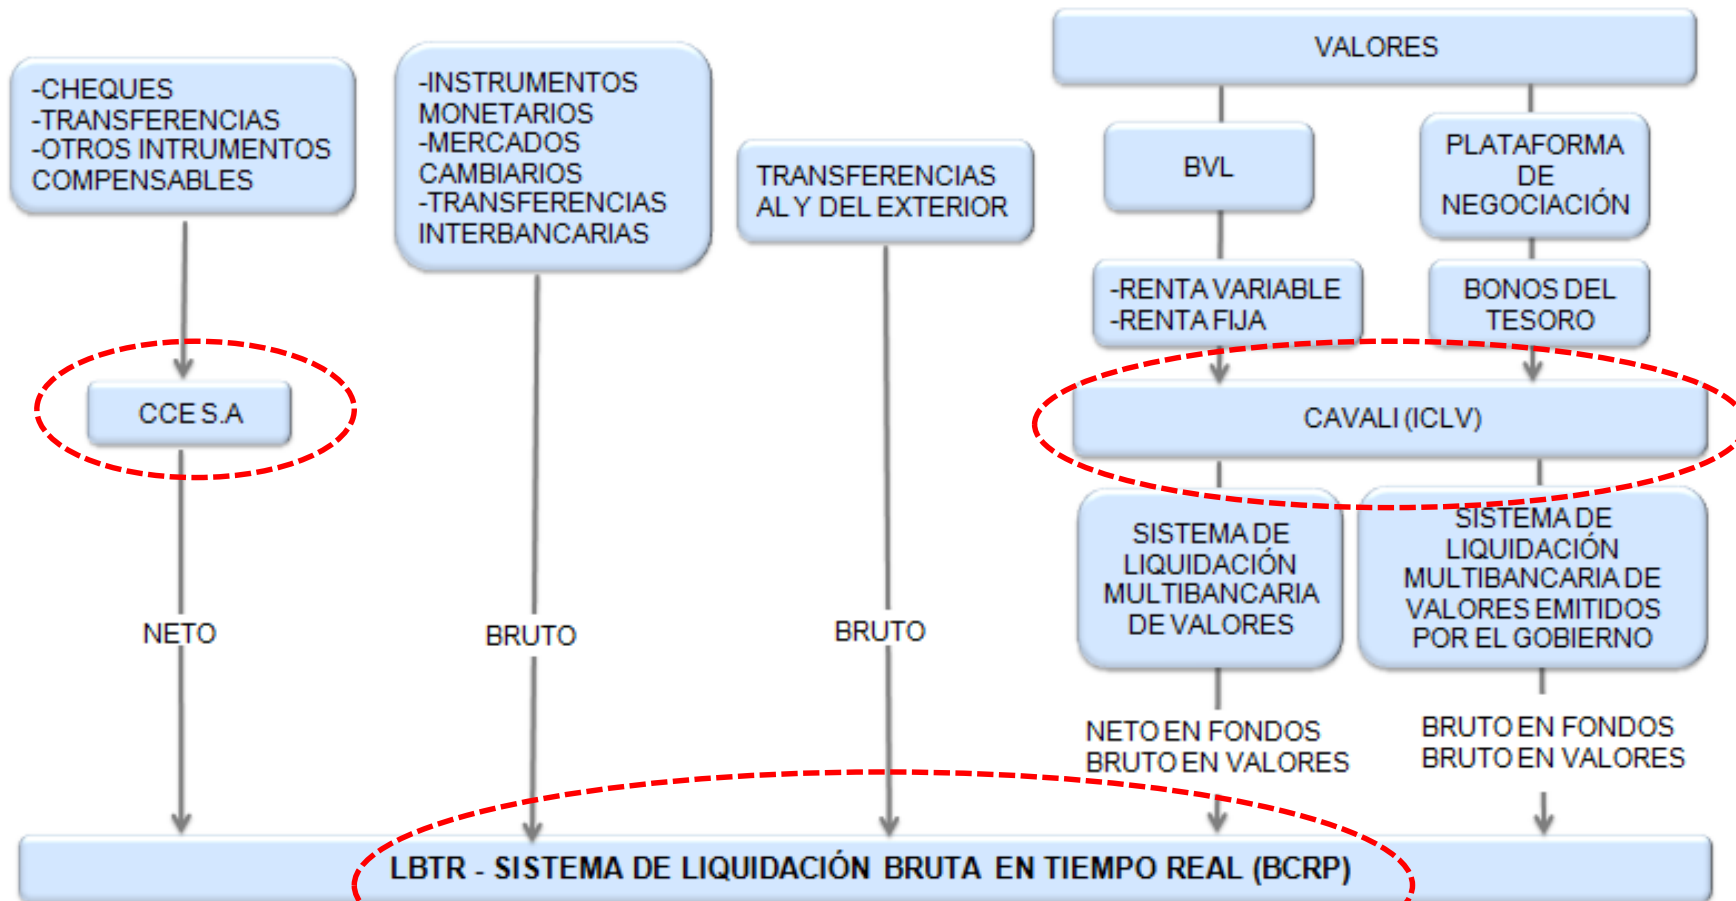 -CHEQUES
-TRANSFERENCIAS
-OTROS INTRUMENTOS
COMPENSABLES
-INSTRUMENTOS
MONETARIOS
-MERCADOS
CAMBIARIOS
-TRANSFERENCIAS
INTERBANCARIAS
TRANSFERENCIAS
AL Y DEL EXTERIOR
VALORES
BVL
PLATAFORMA
DE
NEGOCIACIÓN
-RENTA VARIABLE
-RENTA FIJA
BONOS DEL
TESORO
CCE S.A
CAVALI (ICLV)
SISTEMA DE
LIQUIDACIÓN
MULTIBANCARIA
DE VALORES
SISTEMA DE
LIQUIDACIÓN
MULTIBANCARIA DE
VALORES EMITIDOS
POR EL GOBIERNO
NETO
BRUTO
BRUTO
NETO EN FONDOS
BRUTO EN VALORES
BRUTO EN FONDOS
BRUTO EN VALORES
LBTR - SISTEMA DE LIQUIDACIÓN BRUTA EN TIEMPO REAL (BCRP)